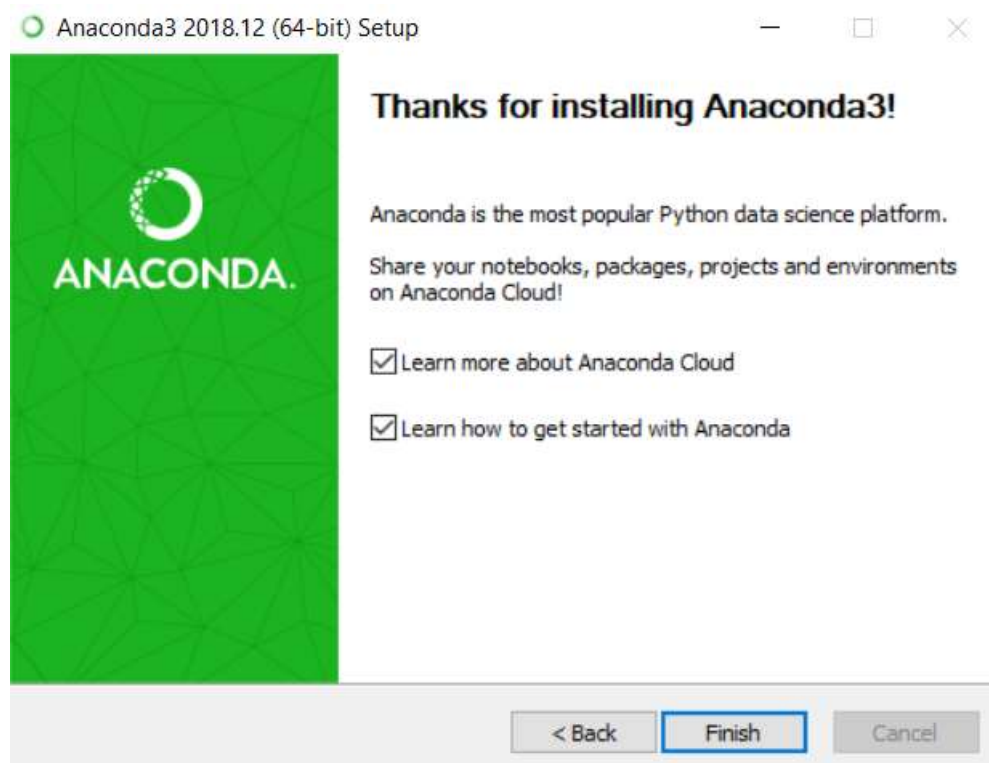 Anaconda3 2018.12 (64-bit) Setup
ANACONDA.
Thanks for installing Anaconda3!
Anaconda is the most popular Python data science platform.
Share your notebooks, packages, projects and environments
on Anaconda Cloud!
Learn more about Anaconda Cloud
Learn how to get started with Anaconda
< Back
Finish
Cancel